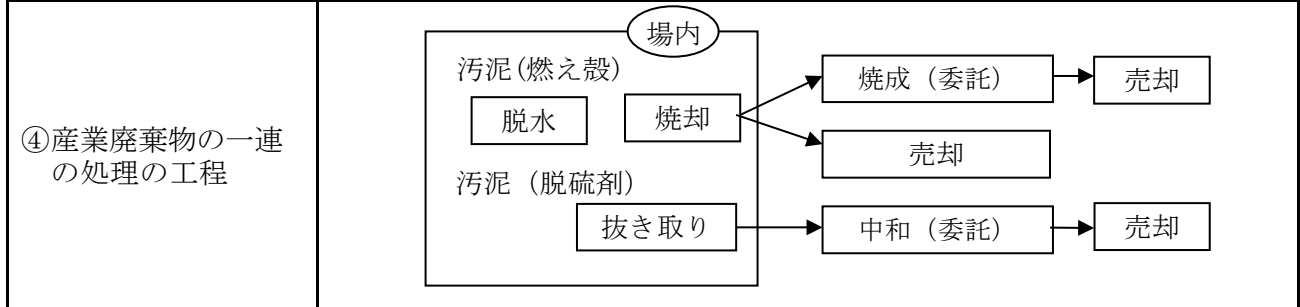 ④産業廃棄物の一連
の処理の工程
場内
汚泥(燃え殻)
脱水
焼却
焼成（委託）
売却
売却
汚泥（脱硫剤）
抜き取り
中和（委託）
売却